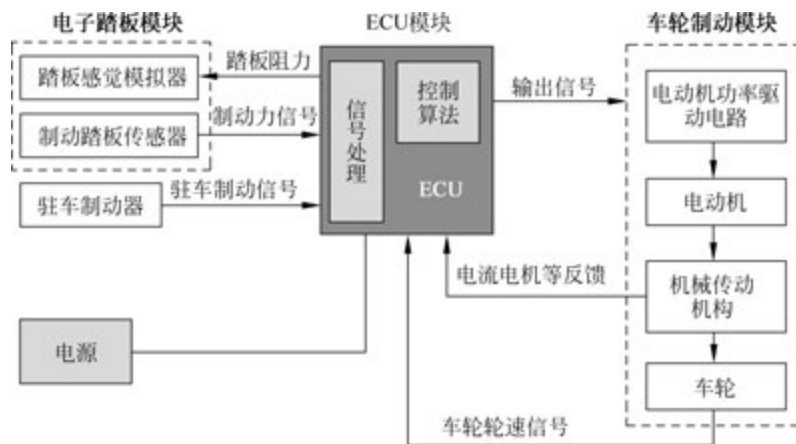 电子踏板模块
ECU模块
车轮制动模块
踏板感觉模拟器
踏板阻力
制动踏板传感器
制动力信号
驻车制动器
驻车制动信号
信号处理
控制
算法
ECU
输出信号
电动机功率驱
动电路
电动机
电流电机等反馈
机械传动
机构
电源
车轮
车轮轮速信号